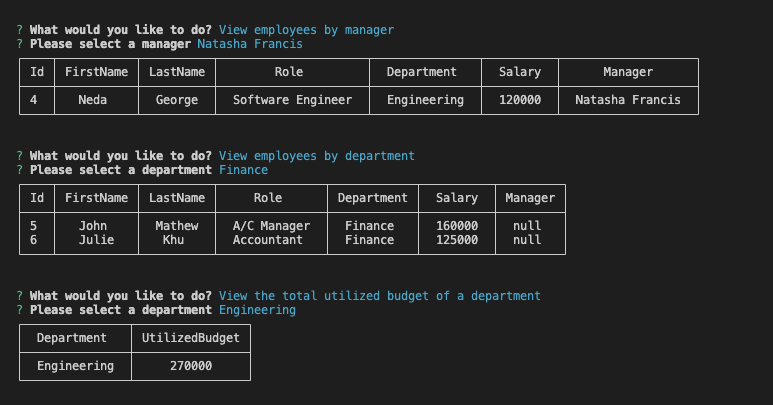 ? What would you like to do? View employees by manager
? Please select a manager Natasha Francis
Id FirstName LastName Role Department Salary Manager
4 Neda George Software Engineer Engineering 120000 Natasha Francis
? What would you like to do? View employees by department
? Please select a department Finance
Id FirstName LastName Role Department Salary Manager
5 John Mathew A/C Manager Finance 160000 null
6 Julie Khu Accountant Finance 125000 null
? What would you like to do? View the total utilized budget of a department
? Please select a department Engineering
Department UtilizedBudget
Engineering 270000